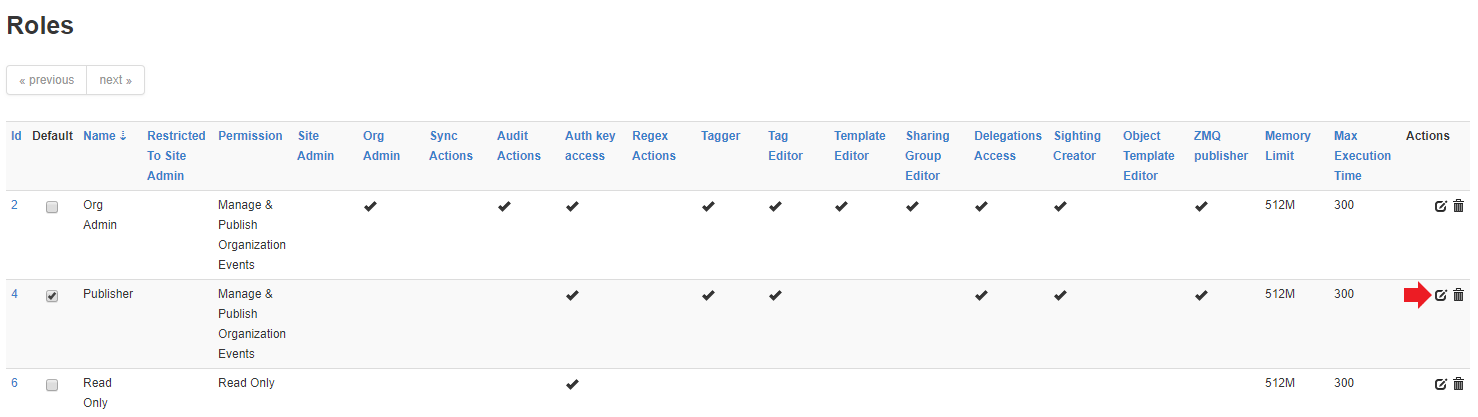 Roles
« previous next »
Id Default Name Restricted To Site Admin Permission Site Admin Org Admin Sync Actions Audit Actions Auth key access Regex Actions Tagger Tag Editor Template Editor Sharing Group Editor Delegations Access Sighting Creator Object Template Editor ZMQ publisher Memory Limit Max Execution Time Actions
2 Org Admin Manage & Publish Organization Events 512M 300
4 Publisher Manage & Publish Organization Events 512M 300
6 Read Only Read Only 512M 300